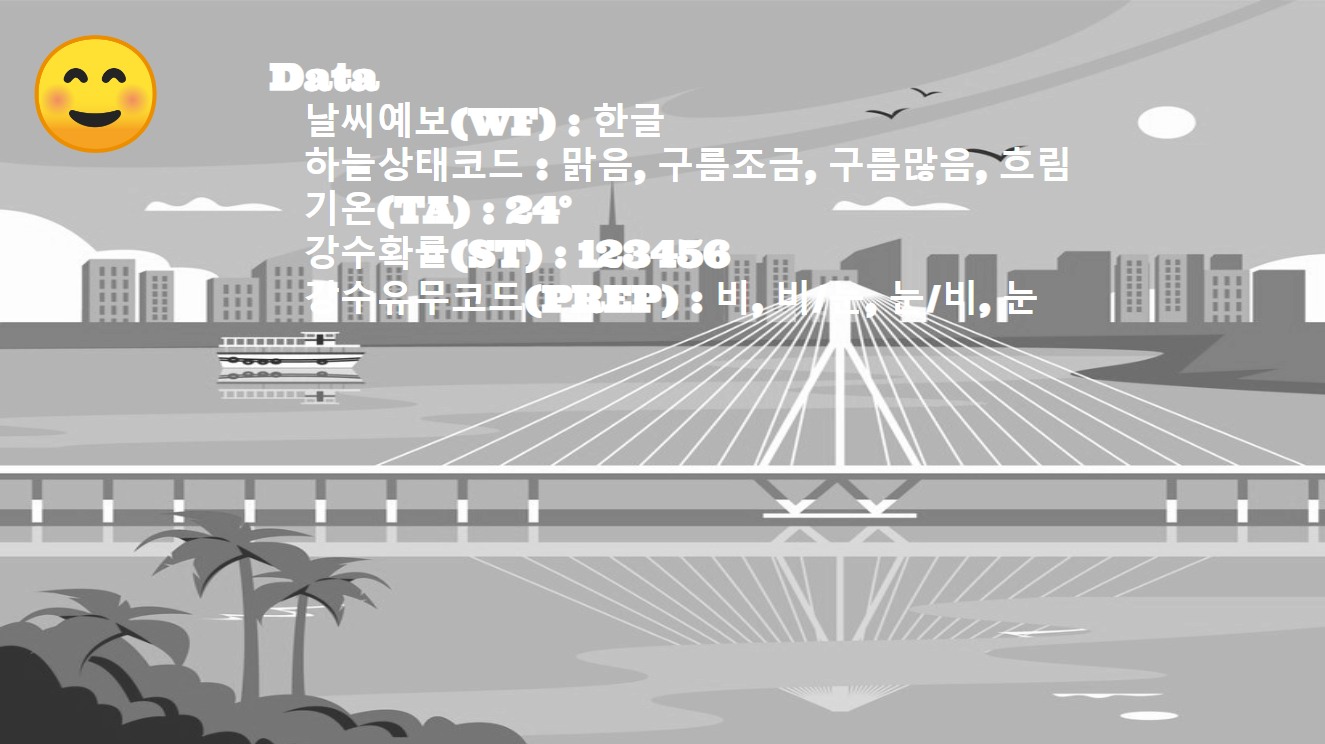 Data
날씨예보(WF) : 한글
하늘상태코드 : 맑음, 구름조금, 구름많음, 흐림
기온(TA) : 24°
강수확률(ST) : 123456
강수유무코드(PREP) : 비, 비/눈, 눈/비, 눈